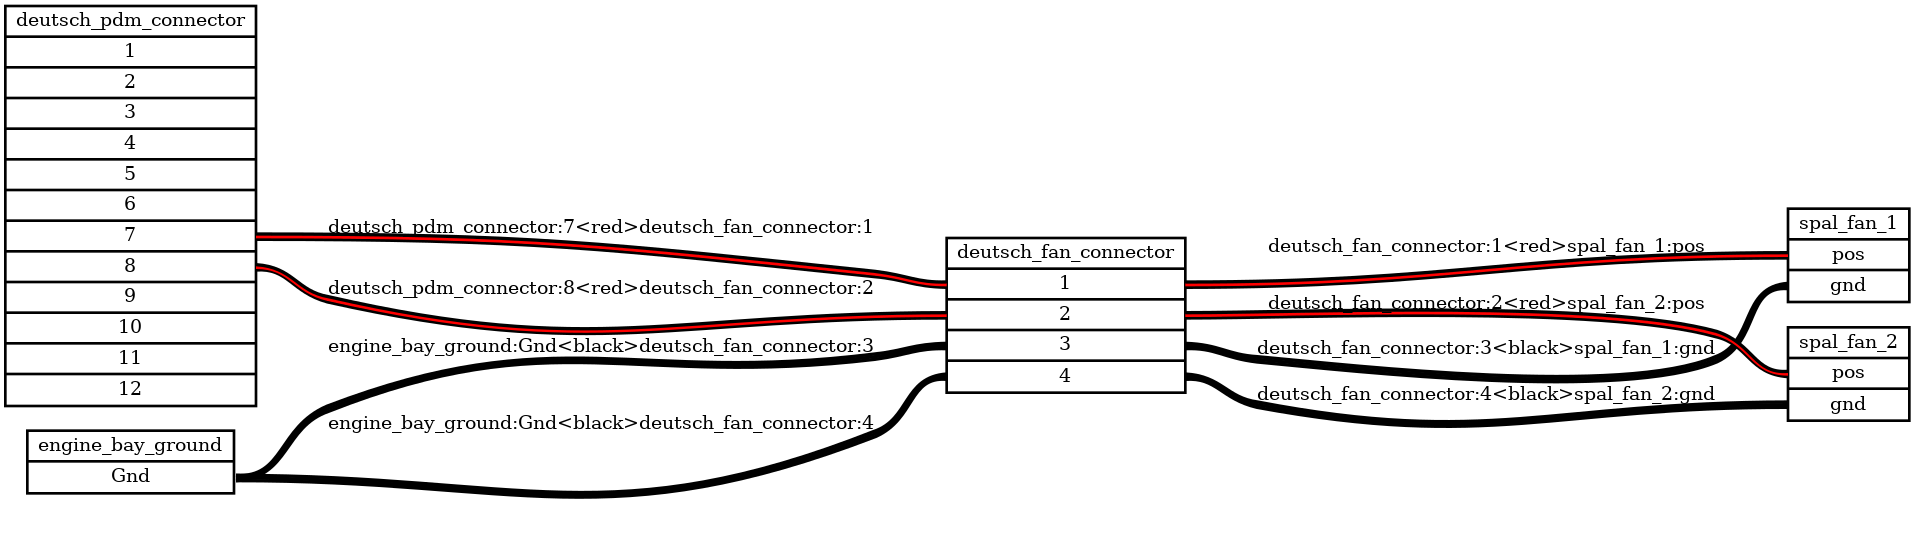 deutsch_pdm_connector
1
2
3
4
5
6
7
8
9
10
11
12
engine_bay_ground
Gnd
deutsch_pdm_connector:7<red>deutsch_fan_connector:1
deutsch_pdm_connector:8<red>deutsch_fan_connector:2
engine_bay_ground:Gnd<black>deutsch_fan_connector:3
engine_bay_ground:Gnd<black>deutsch_fan_connector:4
deutsch_fan_connector
1
2
3
4
deutsch_fan_connector:1<red>spal_fan_1:pos
deutsch_fan_connector:2<red>spal_fan_2:pos
deutsch_fan_connector:3<black>spal_fan_1:gnd
deutsch_fan_connector:4<black>spal_fan_2:gnd
spal_fan_1
pos
gnd
spal_fan_2
pos
gnd